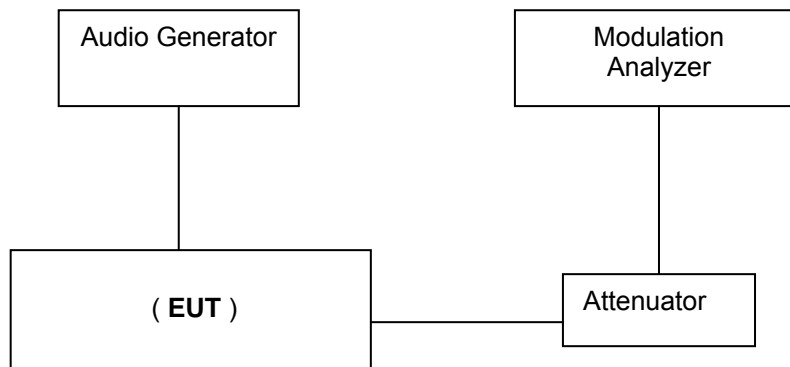 Audio Generator
Modulation
Analyzer
( EUT )
Attenuator